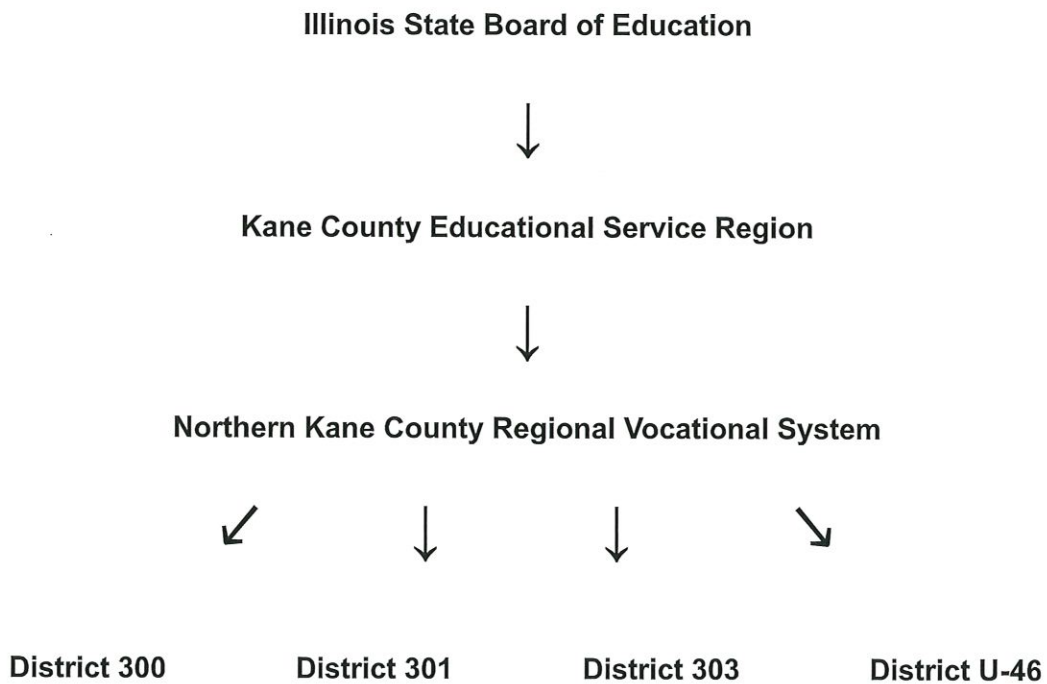 Illinois State Board of Education
Kane County Educational Service Region
Northern Kane County Regional Vocational System
District 300 District 301 District 303 District U-46